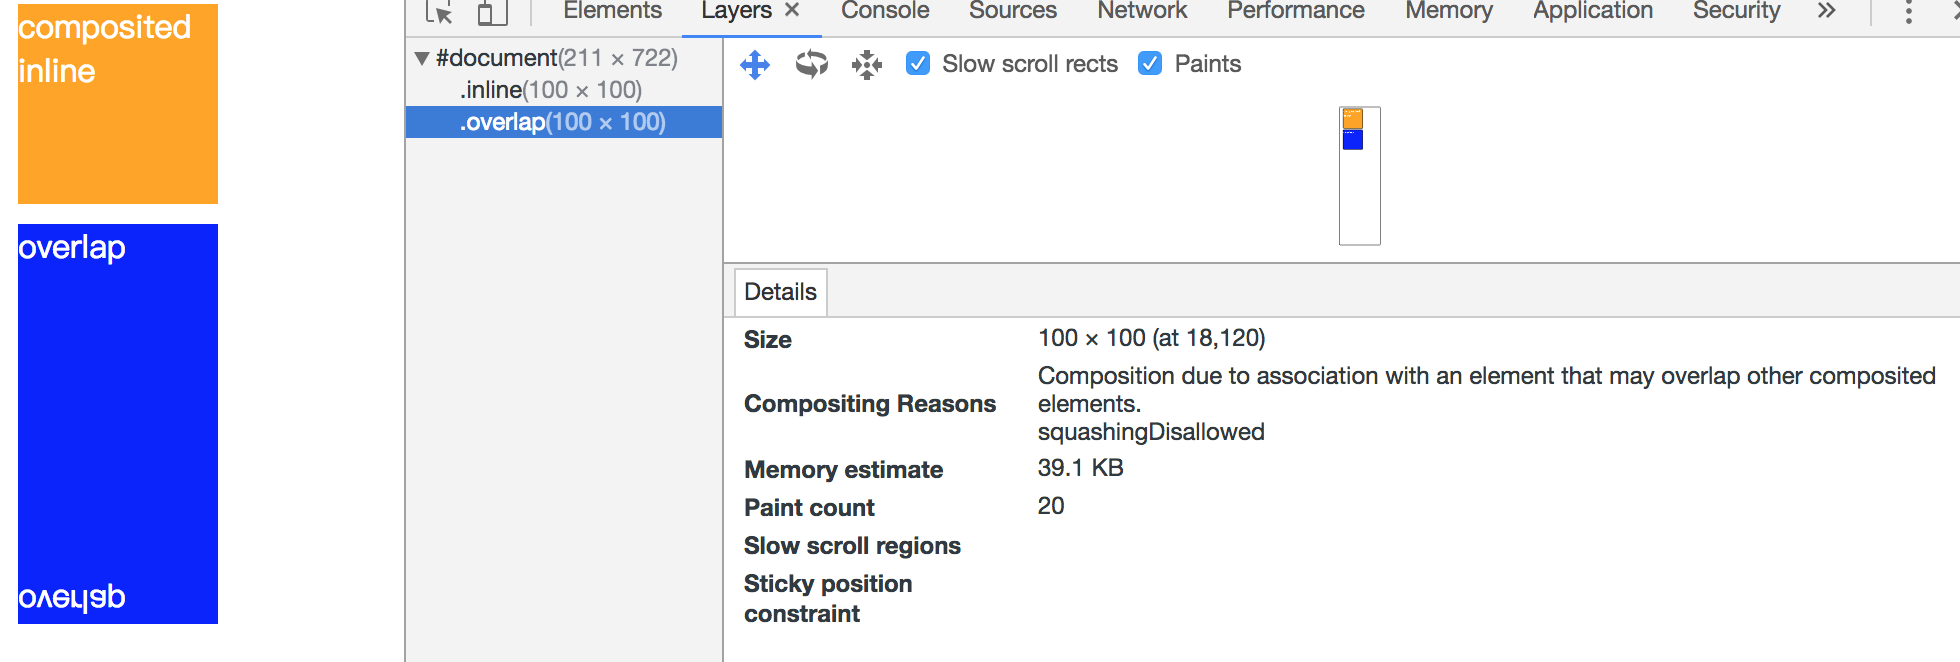 composited
inline
overlap
overlap
Elements Layers × Console Sources Network Performance Memory Application Security »
▼ #document(211 × 722)
.inline(100 × 100)
.overlap(100 × 100)
Slow scroll rects Paints
Details
Size 100 × 100 (at 18,120)
Compositing Reasons Composition due to association with an element that may overlap other composited
elements.
squashingDisallowed
Memory estimate 39.1 KB
Paint count 20
Slow scroll regions
Sticky position
constraint